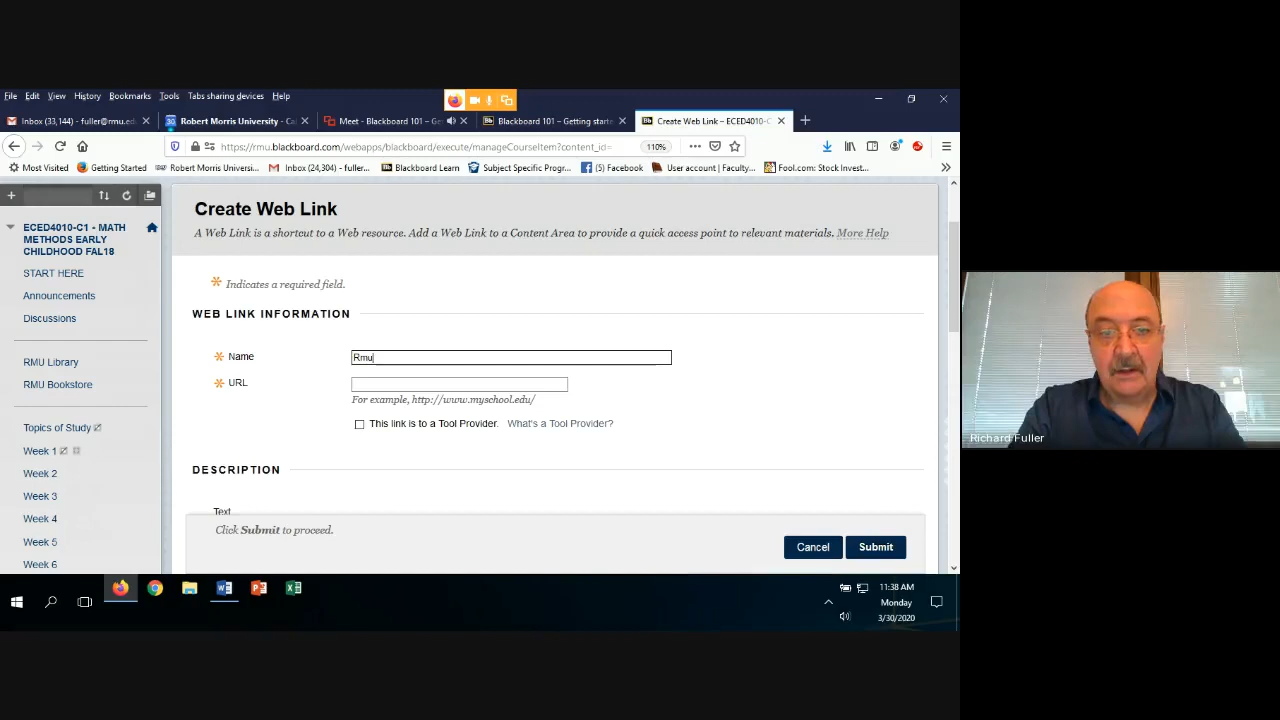 File Edit View History Bookmarks Tools Tabs sharing devices Help
Inbox (33,144) - fuller@rmu.ed
30 Robert Morris University - Cal
Meet - Blackboard 101 – Getti
Bb Blackboard 101 – Getting starte
Bb Create Web Link – ECED4010-C
https://rmu.blackboard.com/webapps/blackboard/execute/manageCourseItem?content_id= 110%
Most Visited Getting Started Robert Morris Universi... Inbox (24,304) - fuller... Blackboard Learn Subject Specific Progr... Facebook (5) Facebook User account / Paraqu... Fool.com: Stock Invest...
ECED4010-C1 - MATH
METHODS EARLY
CHILDHOOD FAL18
START HERE
Announcements
Discussions
RMU Library
RMU Bookstore
Topics of Study
Week 1
Week 2
Week 3
Week 4
Week 5
Week 6
Create Web Link
A Web Link is a shortcut to a Web resource. Add a Web Link to a Content Area to provide a quick access point to relevant materials. More Help
Indicates a required field.
WEB LINK INFORMATION
Name Rmu
URL
For example, http://www.myschool.edu/
This link is to a Tool Provider. What's a Tool Provider?
DESCRIPTION
Text
Click Submit to proceed.
Cancel Submit
11:38 AM
Monday
3/30/2020
Richard Fuller